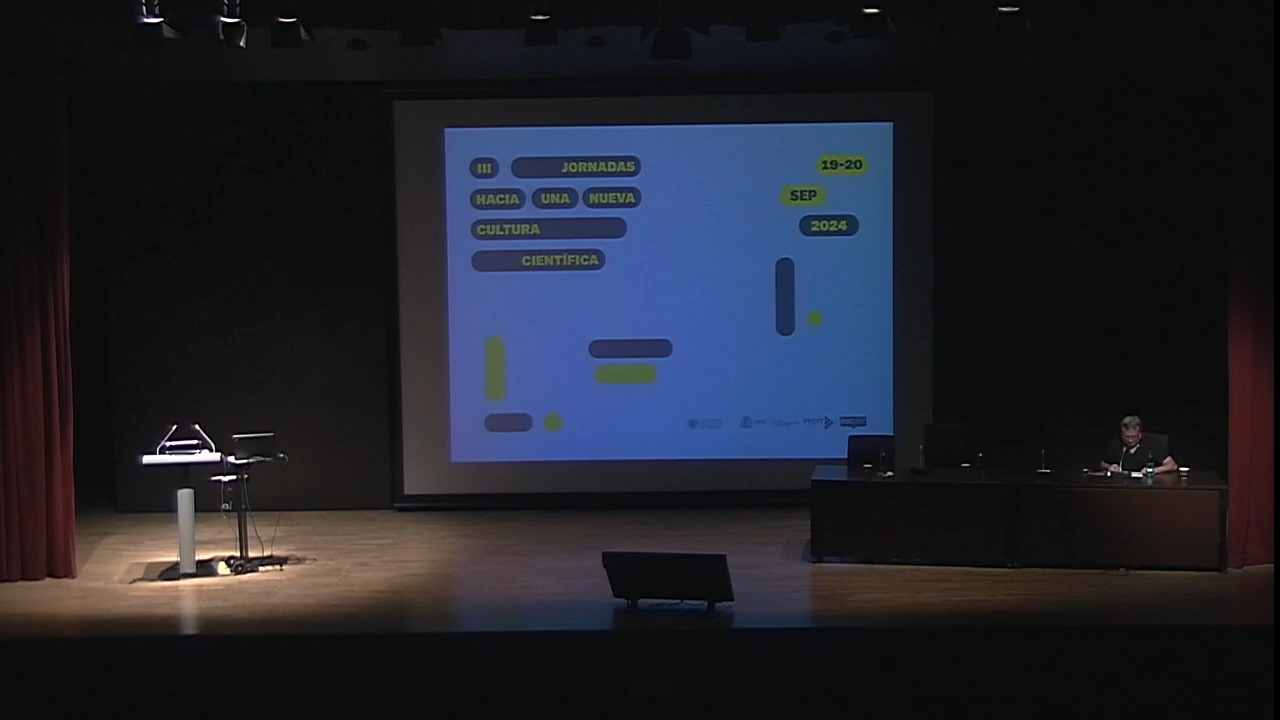 III JORNADAS
HACIA UNA NUEVA
CULTURA
CIENTÍFICA
19-20
SEP
2024